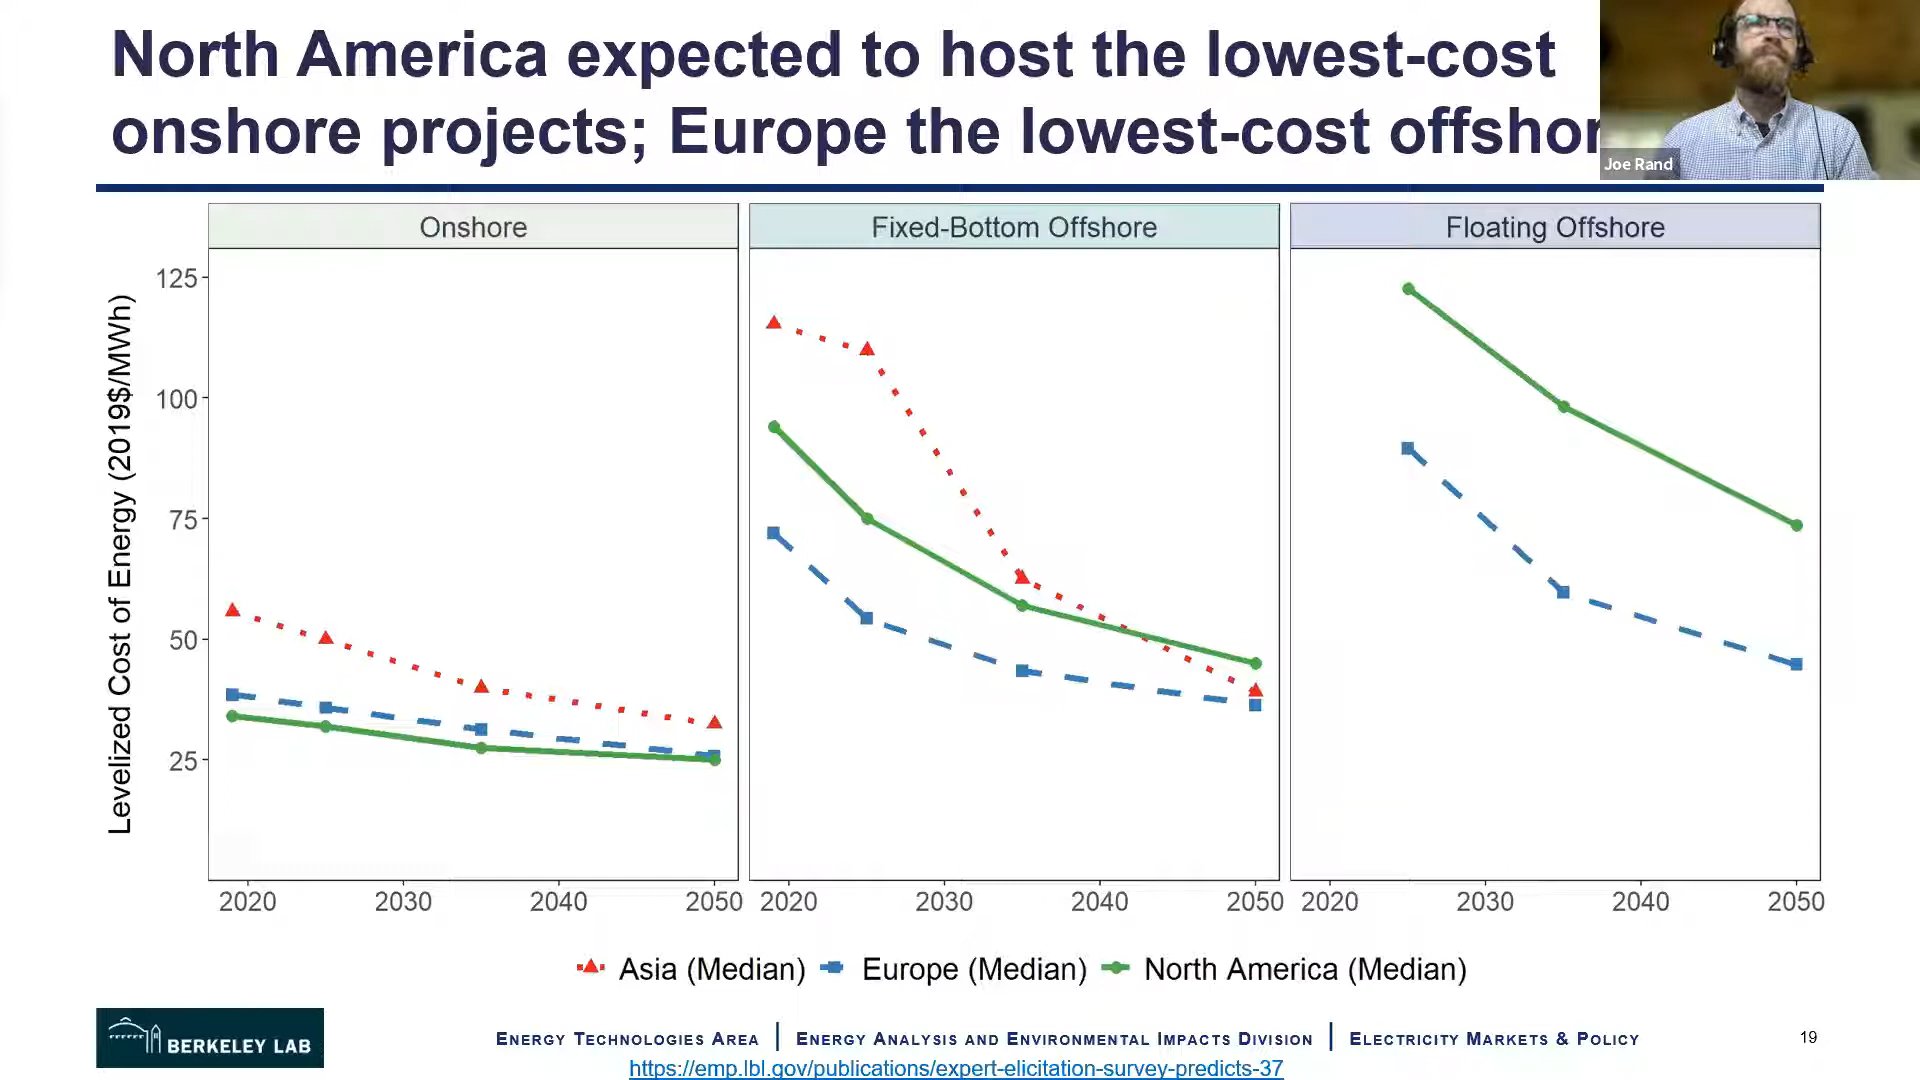 North America expected to host the lowest-cost
onshore projects; Europe the lowest-cost offshor
Joe Rand
Onshore
Fixed-Bottom Offshore
Floating Offshore
Levelized Cost of Energy (2019$/MWh)
125
100
75
50
25
2020 2030 2040 2050 2020 2030 2040 2050 2020 2030 2040 2050
Asia (Median) Europe (Median) North America (Median)
BERKELEY LAB
ENERGY TECHNOLOGIES AREA | ENERGY ANALYSIS AND ENVIRONMENTAL IMPACTS DIVISION | ELECTRICITY MARKETS & POLICY
19
https://emp.lbl.gov/publications/expert-elicitation-survey-predicts-37